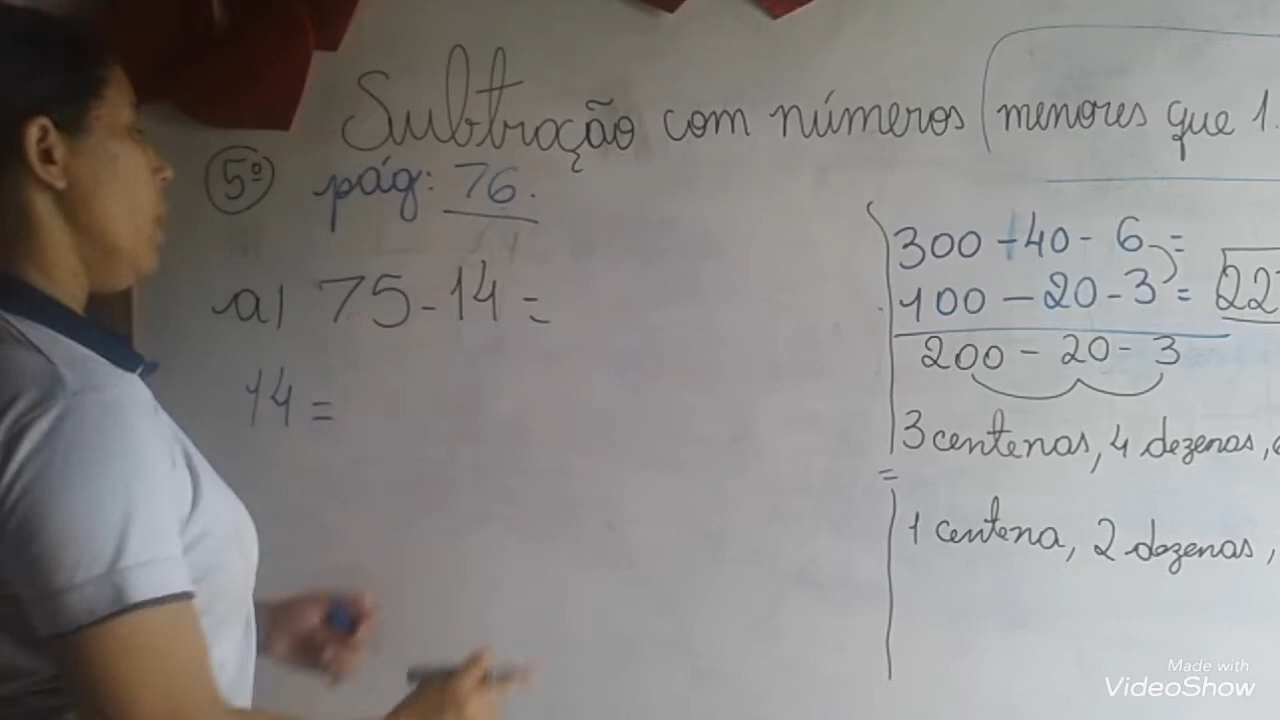 Subtração com números menores que 1.
5º pág: 76.
a) 75-14=
14=
300-40-6=
100-20-3= 22
200-20-3
3 centenas, 4 dezenas,
=
1 centena, 2 dezenas,
Made with
VideoShow